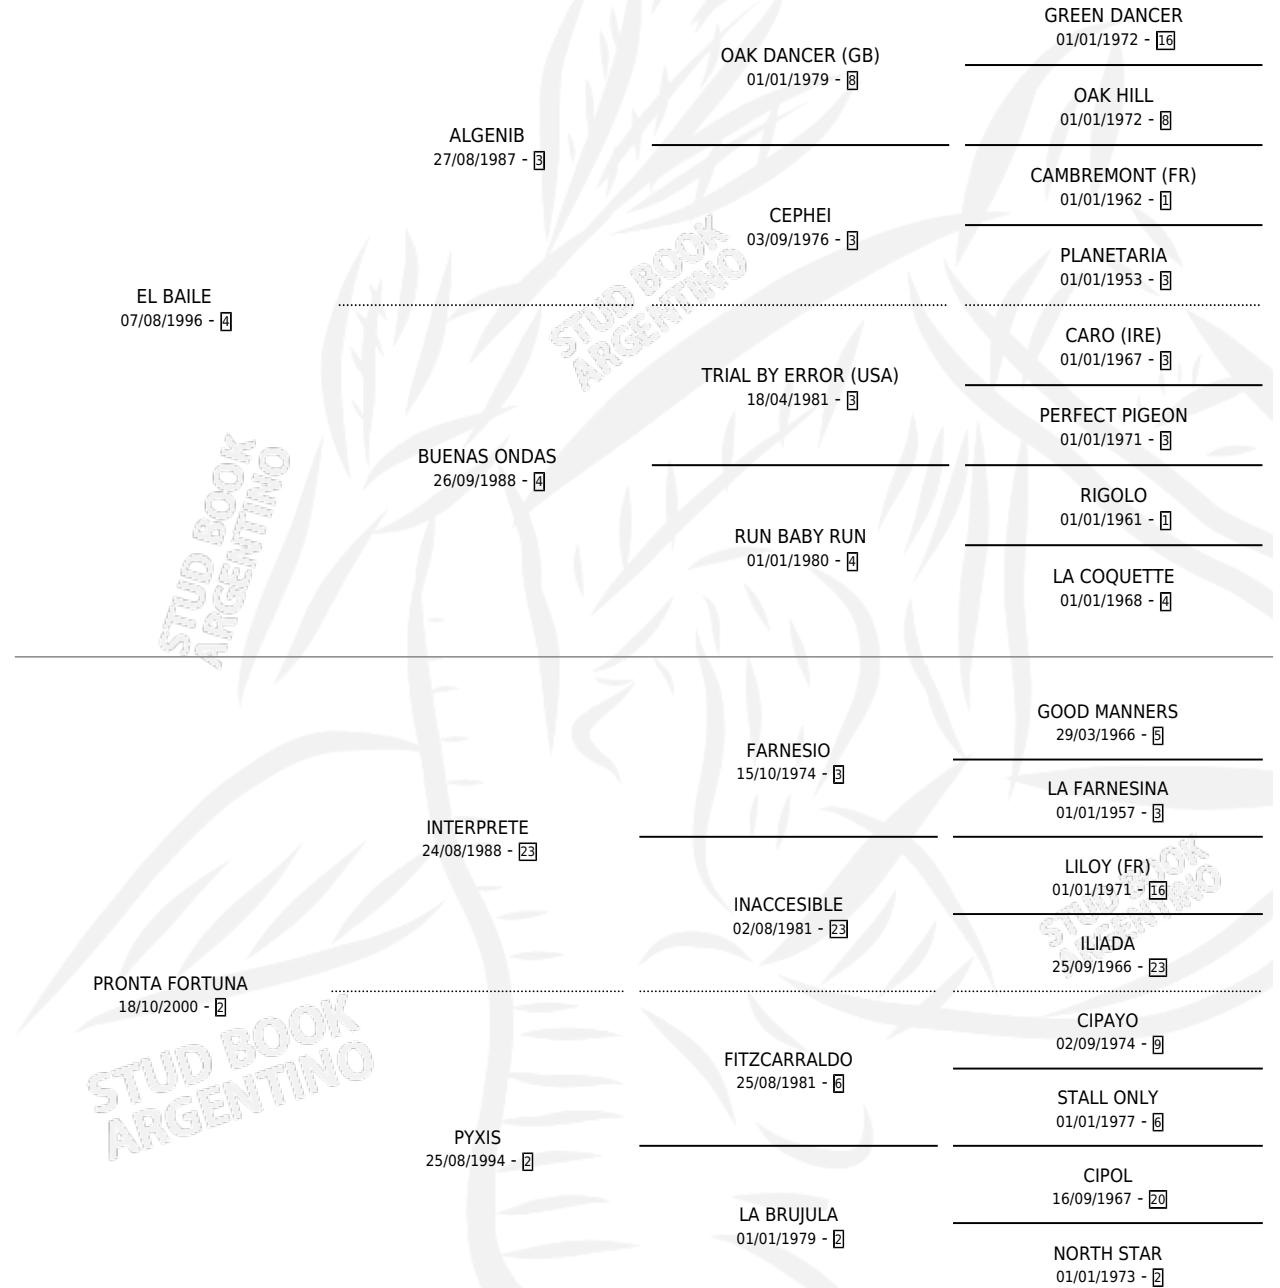 GREEN DANCER
01/01/1972 - 16
OAK DANCER (GB)
01/01/1979 - 8
OAK HILL
01/01/1972 - 8
ALGENIB
27/08/1987 - 3
CAMBREMONT (FR)
01/01/1962 - 1
CEPHEI
03/09/1976 - 3
PLANETARIA
01/01/1953 - 3
EL BAILE
07/08/1996 - 4
CARO (IRE)
01/01/1967 - 3
TRIAL BY ERROR (USA)
18/04/1981 - 3
PERFECT PIGEON
01/01/1971 - 3
BUENAS ONDAS
26/09/1988 - 4
RIGOLO
01/01/1961 - 1
RUN BABY RUN
01/01/1980 - 4
LA COQUETTE
01/01/1968 - 4
GOOD MANNERS
29/03/1966 - 5
FARNESIO
15/10/1974 - 3
LA FARNESINA
01/01/1957 - 3
INTERPRETE
24/08/1988 - 23
LILOY (FR)
01/01/1971 - 16
INACCESIBLE
02/08/1981 - 23
ILIADA
25/09/1966 - 23
PRONTA FORTUNA
18/10/2000 - 2
CIPAYO
02/09/1974 - 9
FITZCARRALDO
25/08/1981 - 6
STALL ONLY
01/01/1977 - 6
PYXIS
25/08/1994 - 2
CIPOL
16/09/1967 - 20
LA BRUJULA
01/01/1979 - 2
NORTH STAR
01/01/1973 - 2
STUD BOOK
ARGENTINO
STUD BOOK
ARGENTINO
STUD BOOK
ARGENTINO
STUD BOOK
ARGENTINO